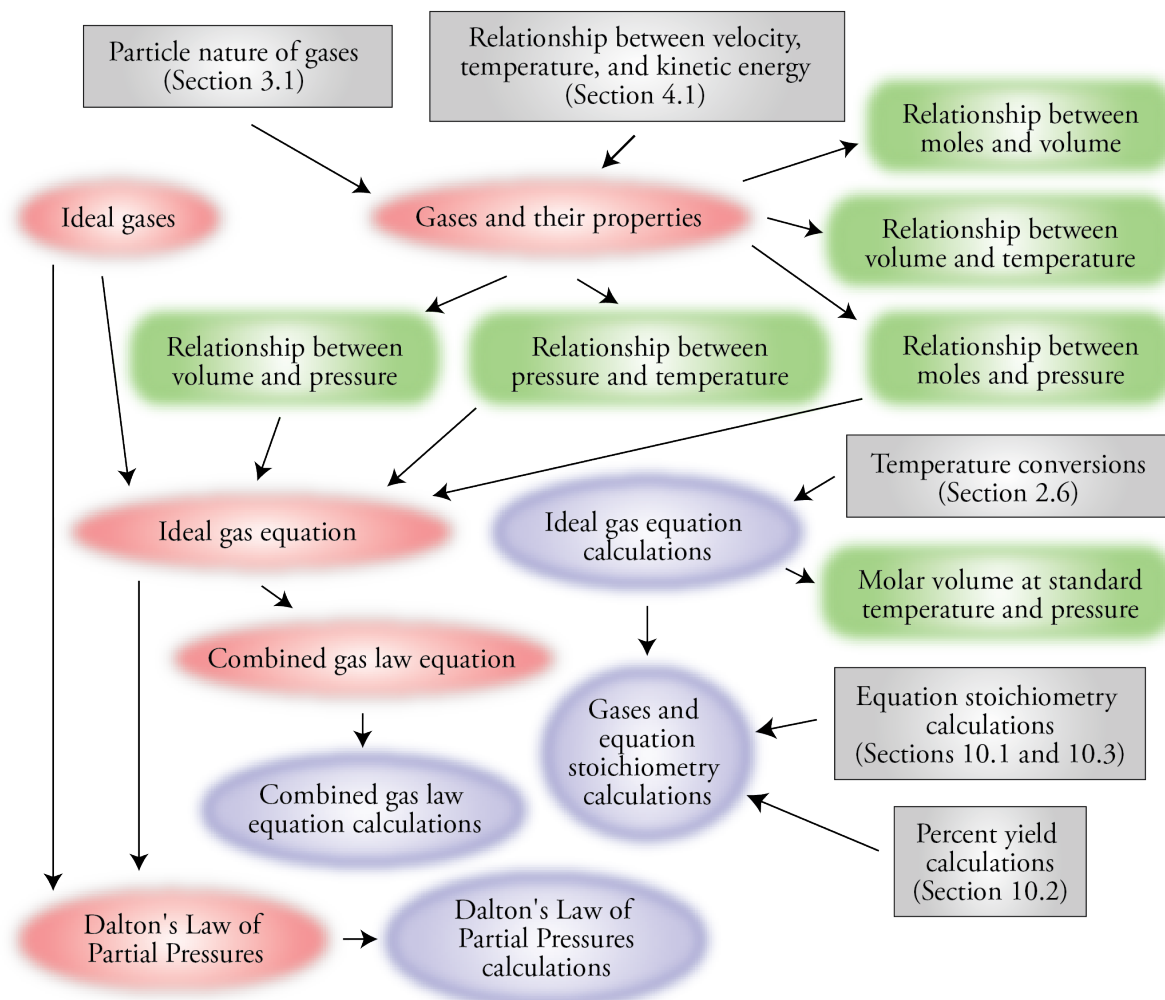 Particle nature of gases
(Section 3.1)
Relationship between velocity,
temperature, and kinetic energy
(Section 4.1)
Relationship between
moles and volume
Ideal gases
Gases and their properties
Relationship between
volume and temperature
Relationship between
volume and pressure
Relationship between
pressure and temperature
Relationship between
moles and pressure
Temperature conversions
(Section 2.6)
Ideal gas equation
Ideal gas equation
calculations
Molar volume at standard
temperature and pressure
Combined gas law equation
Gases and
equation
stoichiometry
calculations
Equation stoichiometry
calculations
(Sections 10.1 and 10.3)
Combined gas law
equation calculations
Percent yield
calculations
(Section 10.2)
Dalton's Law of
Partial Pressures
Dalton's Law of
Partial Pressures
calculations